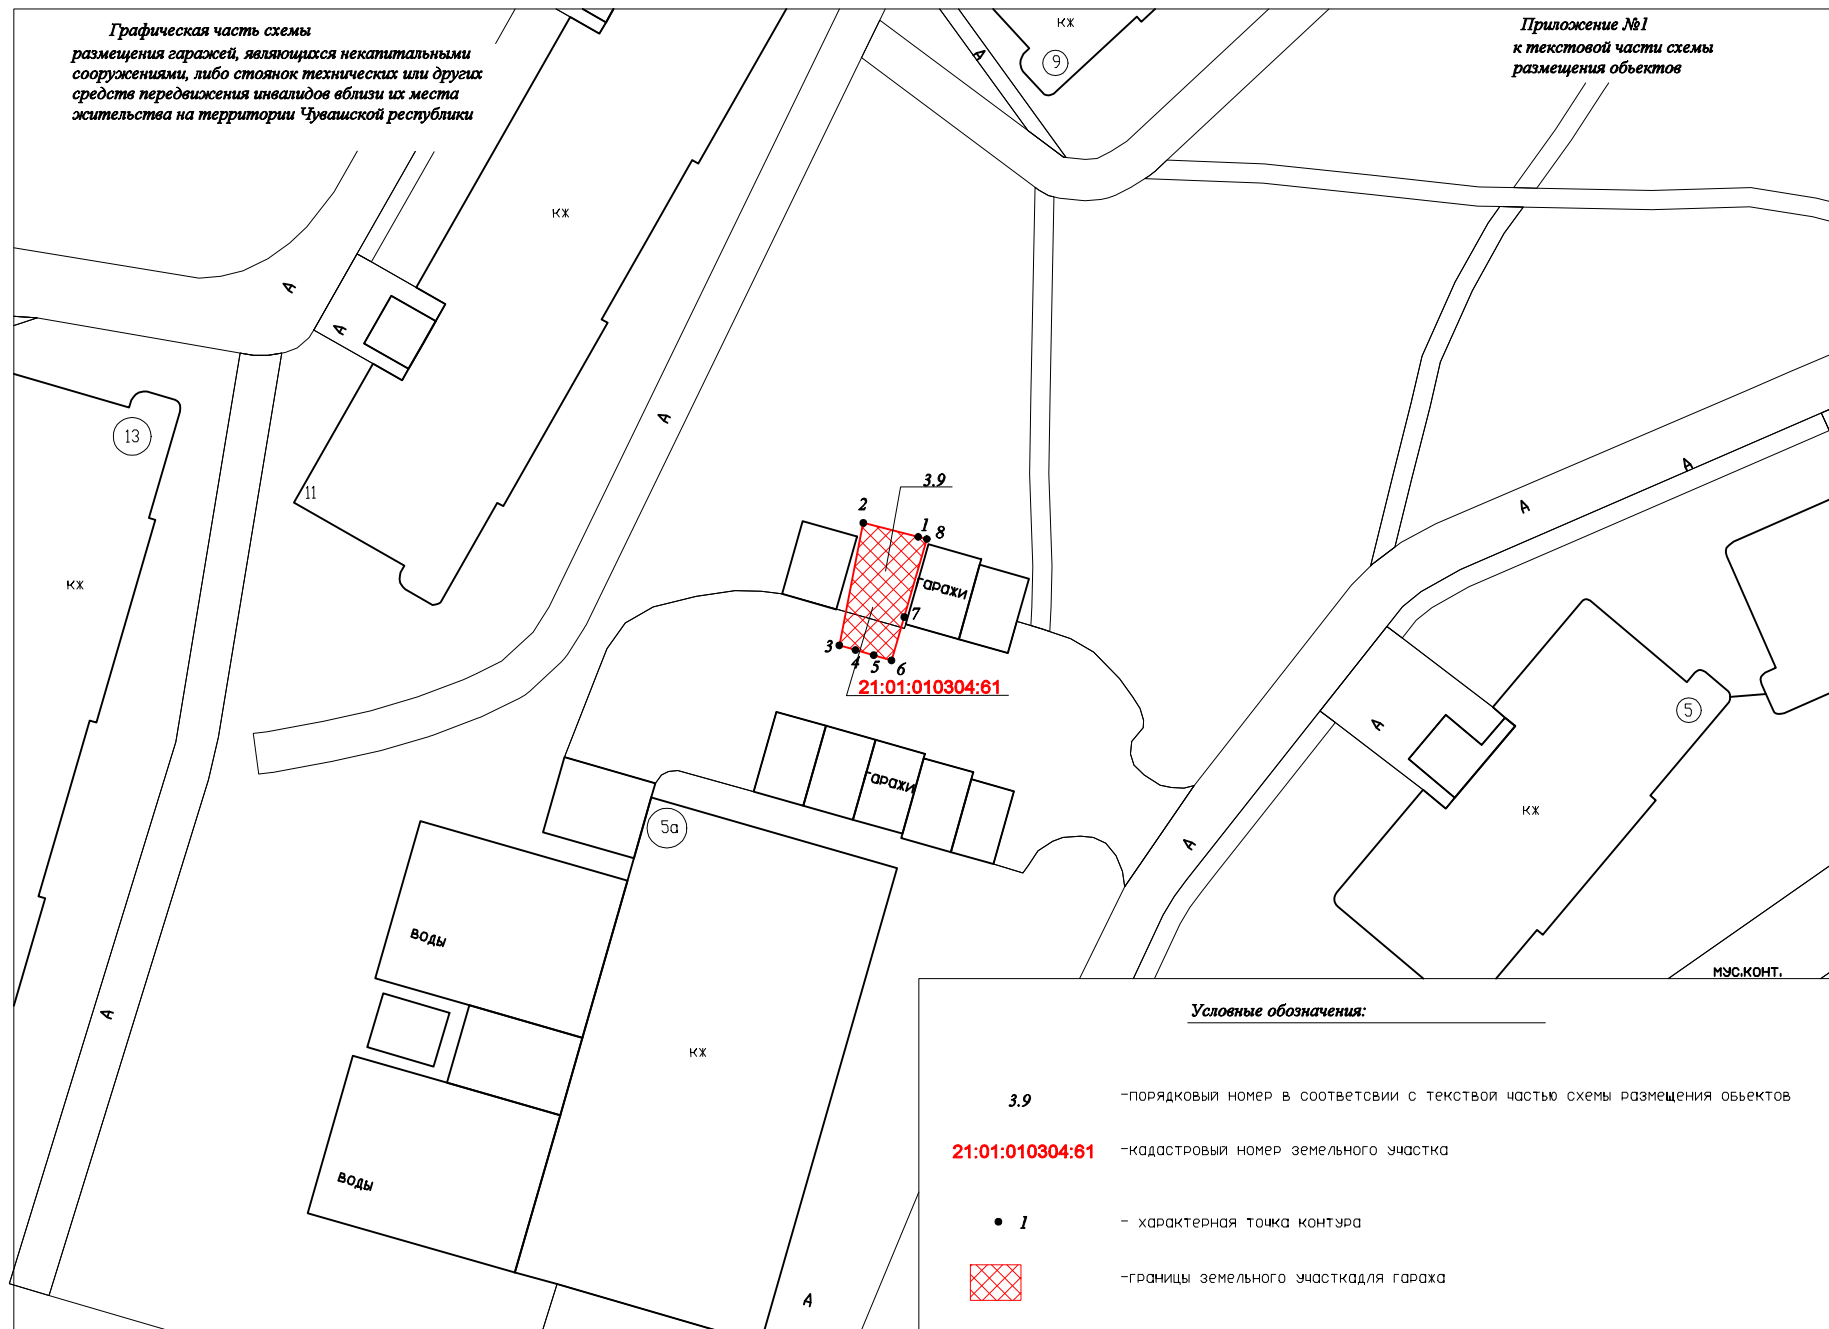 Графическая часть схемы
размещения гаражей, являющихся некапитальными
сооружениями, либо стоянок технических или других
средств передвижения инвалидов вблизи их места
жительства на территории Чувашской республики
Приложение №1
к текстовой части схемы
размещения обьектов
кж
9
А
кж
А
А
13
А
11
кж
3.9
2
1
8
гаражи
7
3
4
5
6
21:01:010304:61
А
А
5
А
кж
гаражи
5а
А
воды
кж
А
воды
А
мус.конт.
Условные обозначения:
3.9 -порядковый номер в соответсвии с текствой частью схемы размещения обьектов
21:01:010304:61 -кадастровый номер земельного участка
1 - характерная точка контура
-границы земельного участкадля гаража